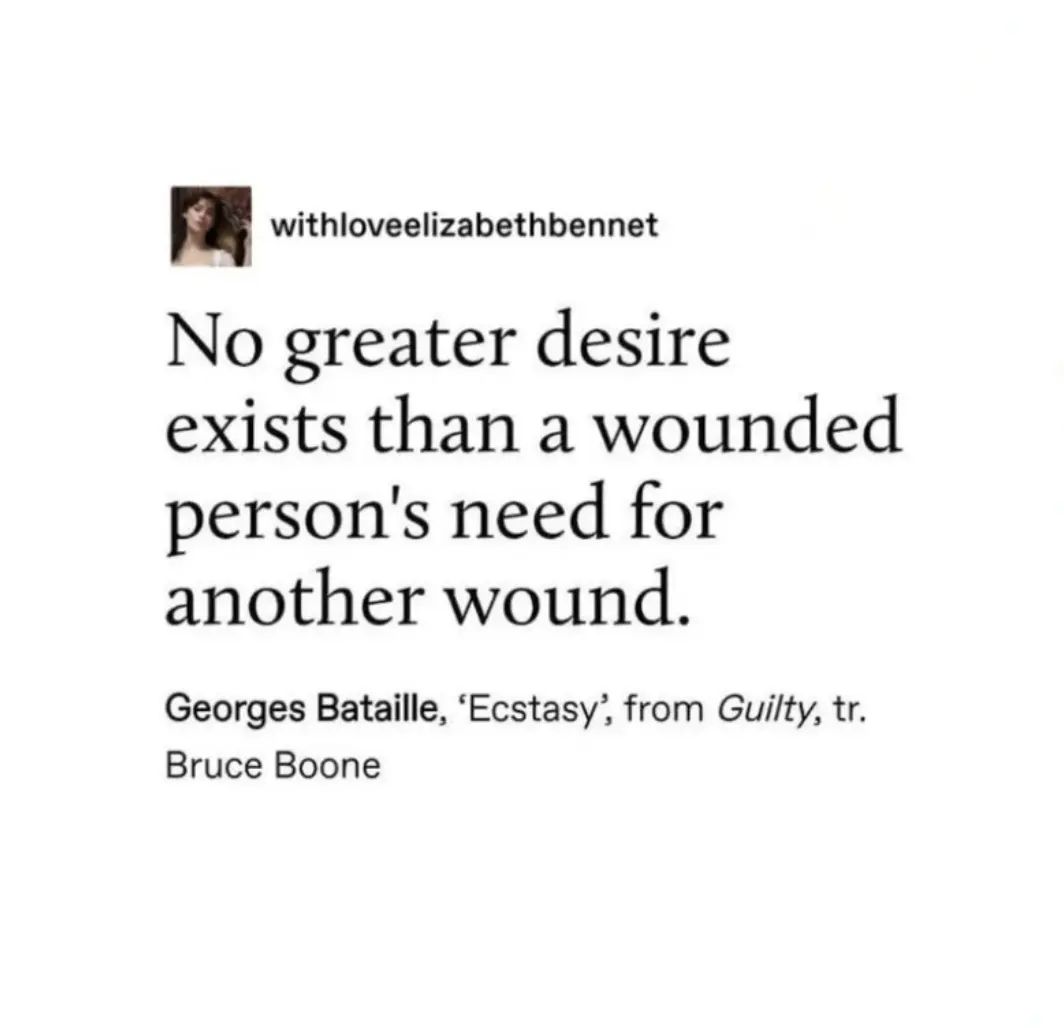 withloveelizabethbennet
No greater desire
exists than a wounded
person's need for
another wound.
Georges Bataille, ‘Ecstasy’, from Guilty, tr.
Bruce Boone